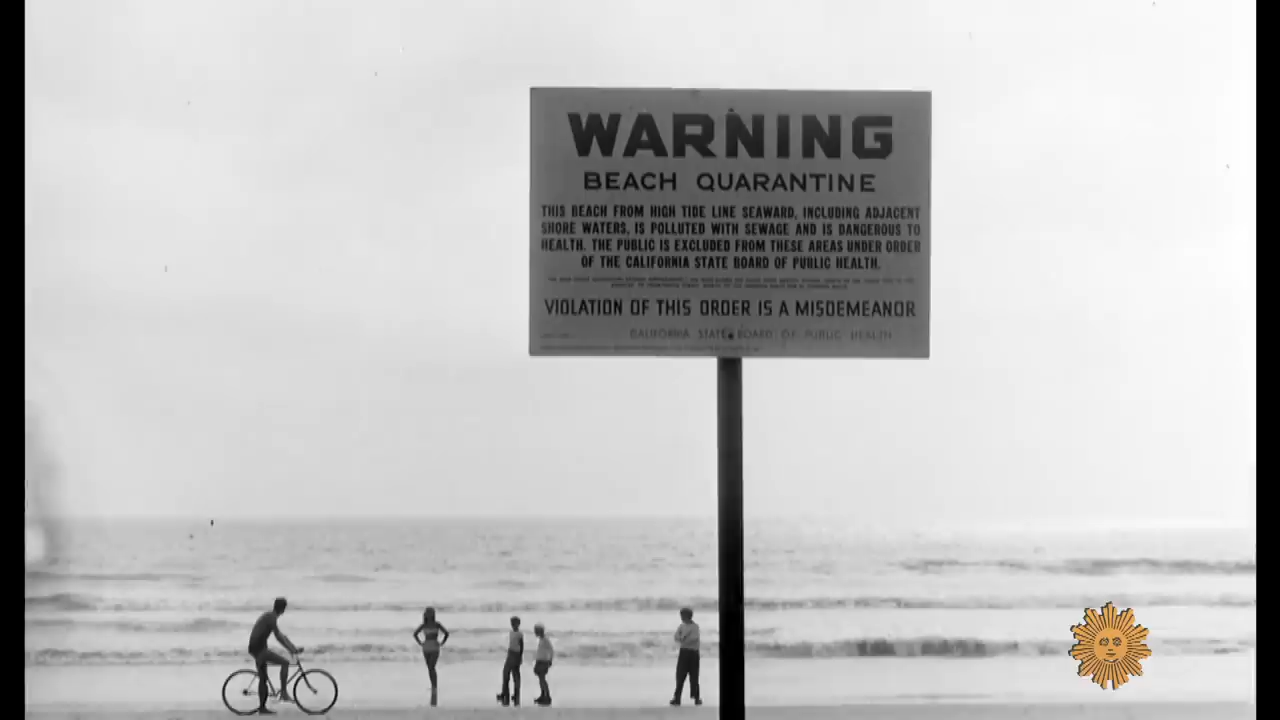 WARNING
BEACH QUARANTINE
THIS BEACH FROM HIGH TIDE LINE SEAWARD, INCLUDING ADJACENT
SHORE WATERS, IS POLLUTED WITH SEWAGE AND IS DANGEROUS TO
HEALTH. THE PUBLIC IS EXCLUDED FROM THESE AREAS UNDER ORDER
OF THE CALIFORNIA STATE BOARD OF PUBLIC HEALTH.
VIOLATION OF THIS ORDER IS A MISDEMEANOR
CALIFORNIA STATE BOARD OF PUBLIC HEALTH